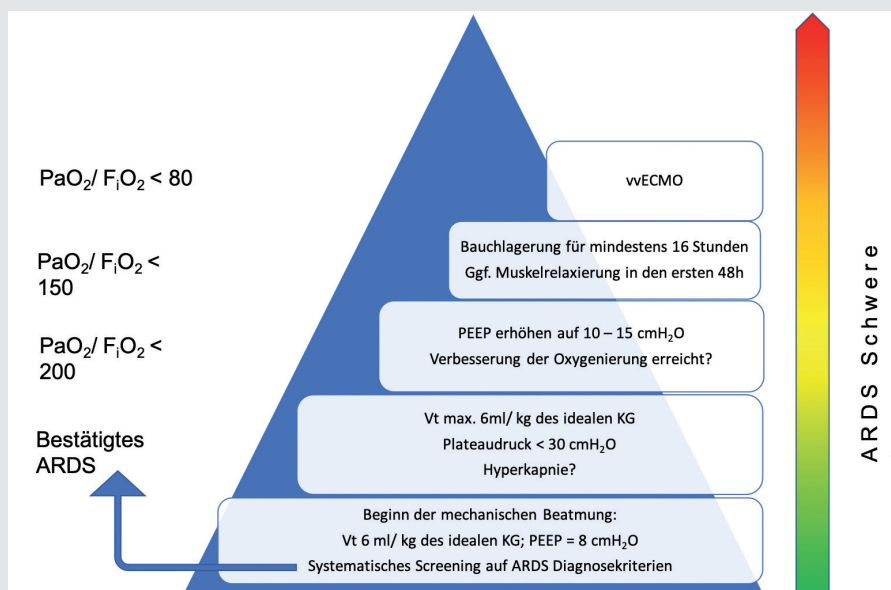 PaO₂/ FᵢO₂ < 80
vvECMO
PaO₂/ FᵢO₂ <
150
Bauchlagerung für mindestens 16 Stunden
Ggf. Muskelrelaxierung in den ersten 48h
PaO₂/ FᵢO₂ <
200
PEEP erhöhen auf 10 – 15 cmH₂O
Verbesserung der Oxygenierung erreicht?
Bestätigtes
ARDS
Vt max. 6ml/ kg des idealen KG
Plateaudruck < 30 cmH₂O
Hyperkapnie?
Beginn der mechanischen Beatmung:
Vt 6 ml/ kg des idealen KG; PEEP = 8 cmH₂O
Systematisches Screening auf ARDS Diagnosekriterien
ARDS Schwere